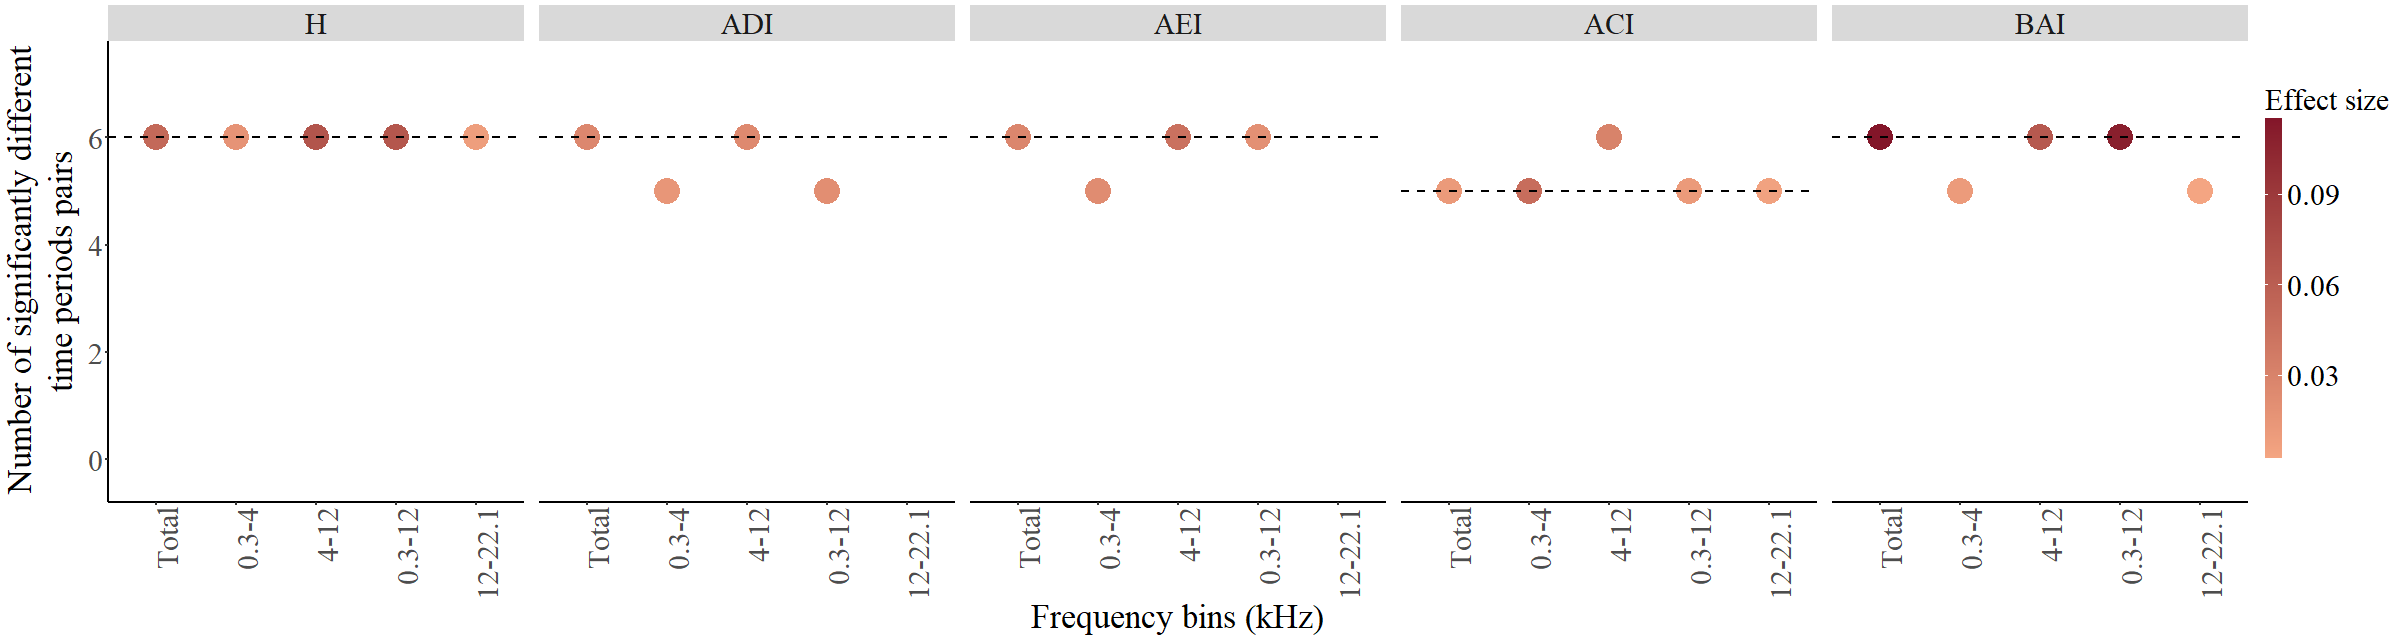 H
ADI
AEI
ACI
BAI
Number of significantly different
time periods pairs
6
4
2
0
Total
0.3-4
4-12
0.3-12
12-22.1
Total
0.3-4
4-12
0.3-12
12-22.1
Total
0.3-4
4-12
0.3-12
12-22.1
Total
0.3-4
4-12
0.3-12
12-22.1
Total
0.3-4
4-12
0.3-12
12-22.1
Frequency bins (kHz)
Effect size
0.09
0.06
0.03